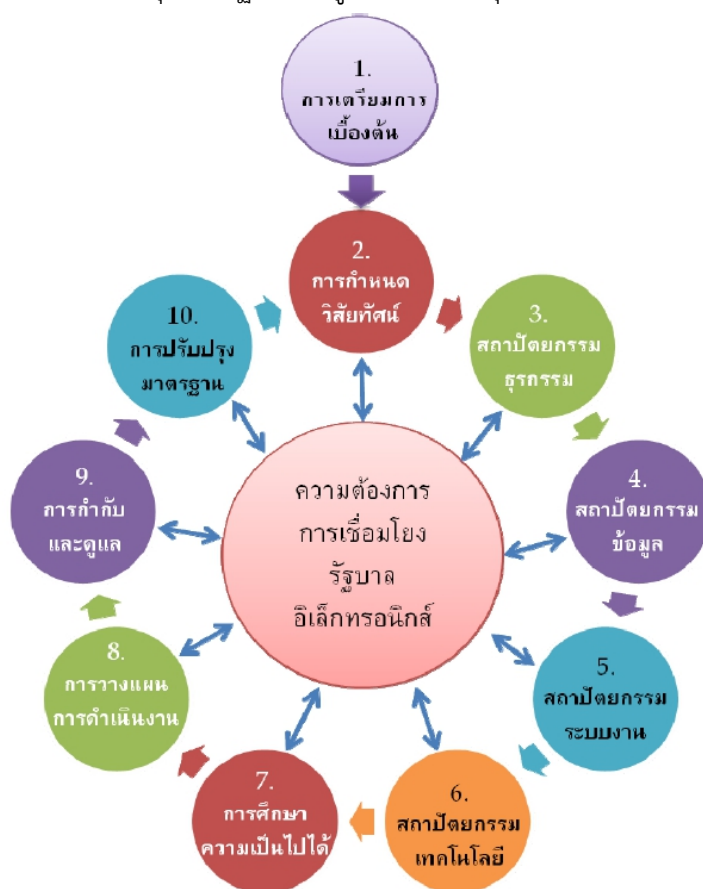 1.
การเตรียมการ
เบื้องต้น
2.
การกำหนด
วิสัยทัศน์
3.
สถาปัตยกรรม
ธุรกรรม
4.
สถาปัตยกรรม
ข้อมูล
5.
สถาปัตยกรรม
ระบบงาน
6.
สถาปัตยกรรม
เทคโนโลยี
7.
การศึกษา
ความเป็นไปได้
8.
การวางแผน
การดำเนินงาน
9.
การกำกับ
และดูแล
10.
การปรับปรุง
มาตรฐาน
ความต้องการ
การเชื่อมโยง
รัฐบาล
อิเล็กทรอนิกส์